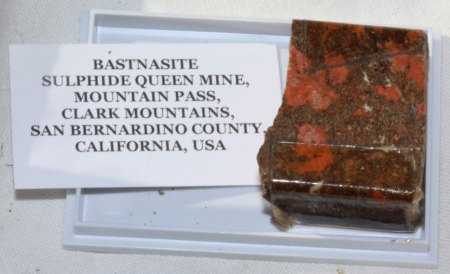 BASTNASITE
SULPHIDE QUEEN MINE,
MOUNTAIN PASS,
CLARK MOUNTAINS,
SAN BERNARDINO COUNTY,
CALIFORNIA, USA